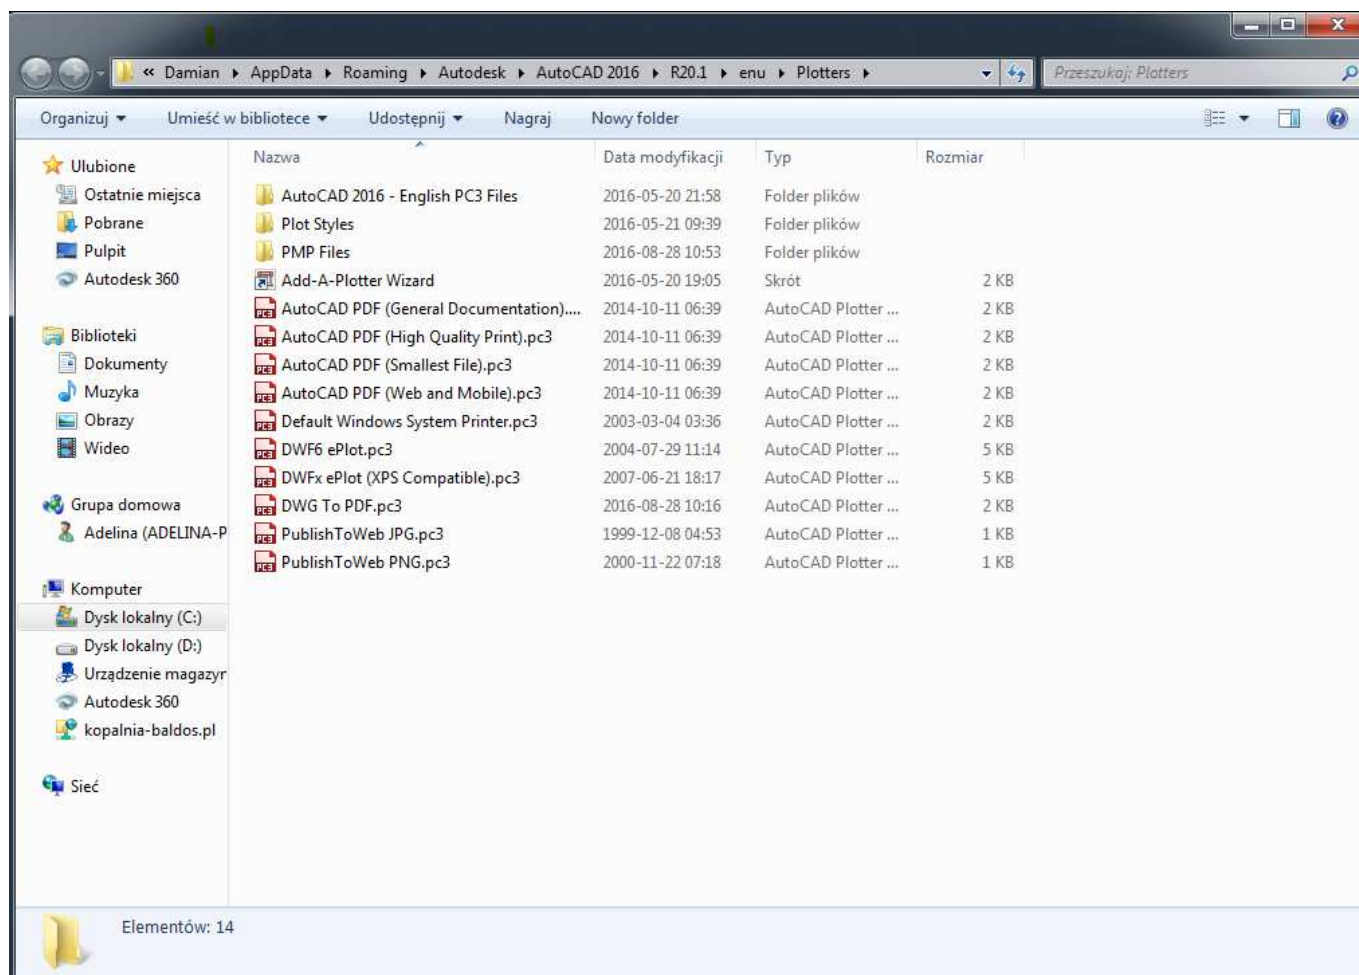 « Damian AppData Roaming Autodesk AutoCAD 2016 R20.1 enu Plotters Przeszukaj: Plotters
Organizuj Umieść w bibliotece Udostępnij Nagraj Nowy folder
Ulubione
Ostatnie miejsca
Pobrane
Pulpit
Autodesk 360
Biblioteki
Dokumenty
Muzyka
Obrazy
Wideo
Grupa domowa
Adelina (ADELINA-P
Komputer
Dysk lokalny (C:)
Dysk lokalny (D:)
Urządzenie magazyr
Autodesk 360
kopalnia-baldos.pl
Sieć
Nazwa Data modyfikacji Typ Rozmiar
AutoCAD 2016 - English PC3 Files 2016-05-20 21:58 Folder plików
Plot Styles 2016-05-21 09:39 Folder plików
PMP Files 2016-08-28 10:53 Folder plików
Add-A-Plotter Wizard 2016-05-20 19:05 Skrót 2 KB
AutoCAD PDF (General Documentation).... 2014-10-11 06:39 AutoCAD Plotter ... 2 KB
AutoCAD PDF (High Quality Print).pc3 2014-10-11 06:39 AutoCAD Plotter ... 2 KB
AutoCAD PDF (Smallest File).pc3 2014-10-11 06:39 AutoCAD Plotter ... 2 KB
AutoCAD PDF (Web and Mobile).pc3 2014-10-11 06:39 AutoCAD Plotter ... 2 KB
Default Windows System Printer.pc3 2003-03-04 03:36 AutoCAD Plotter ... 2 KB
DWF6 ePlot.pc3 2004-07-29 11:14 AutoCAD Plotter ... 5 KB
DWFx ePlot (XPS Compatible).pc3 2007-06-21 18:17 AutoCAD Plotter ... 5 KB
DWG To PDF.pc3 2016-08-28 10:16 AutoCAD Plotter ... 2 KB
PublishToWeb JPG.pc3 1999-12-08 04:53 AutoCAD Plotter ... 1 KB
PublishToWeb PNG.pc3 2000-11-22 07:18 AutoCAD Plotter ... 1 KB
Elementów: 14